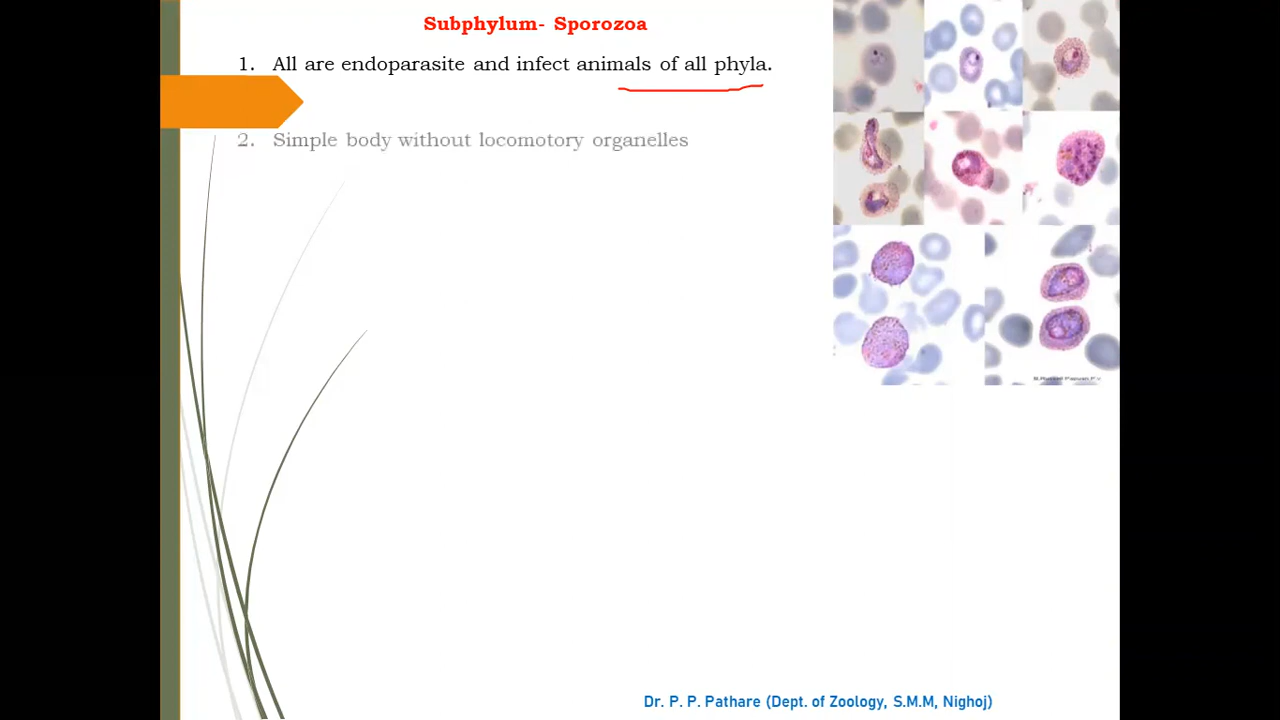 Subphylum- Sporozoa
1. All are endoparasite and infect animals of all phyla.
2. Simple body without locomotory organelles
Dr. P. P. Pathare (Dept. of Zoology, S.M.M, Nighoj)